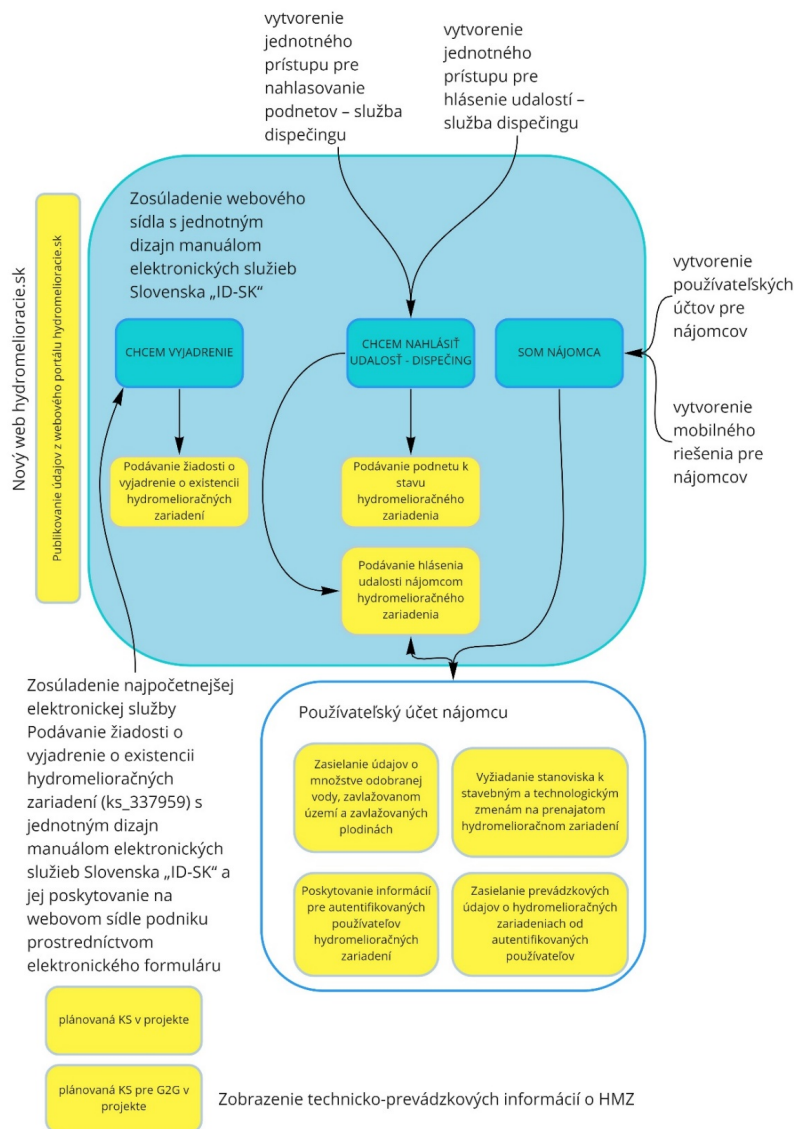 vytvorenie
jednotného
prístupu pre
nahlasovanie
podnetov – služba
dispečingu
vytvorenie
jednotného
prístupu pre
hlásenie udalostí –
služba dispečingu
Nový web hydromelioracie.sk
Publikovanie údajov z webového portálu hydromelioracie.sk
Zosúladenie webového
sídla s jednotným
dizajn manuálom
elektronických služieb
Slovenska „ID-SK“
vytvorenie
používateľských
účtov pre
nájomcov
CHCEM VYJADRENIE
CHCEM NAHLÁSIŤ
UDALOSŤ - DISPEČING
SOM NÁJOMCA
vytvorenie
mobilného
riešenia pre
nájomcov
Podávanie žiadosti o
vyjadrenie o existencii
hydromelioračných
zariadení
Podávanie podnetu k
stavu
hydromelioračného
zariadenia
Podávanie hlásenia
udalosti nájomcom
hydromelioračného
zariadenia
Zosúladenie najpočetnejšej
elektronickej služby
Podávanie žiadosti o
vyjadrenie o existencii
hydromelioračných
zariadení (ks_337959) s
jednotným dizajn
manuálom elektronických
služieb Slovenska „ID-SK“ a
jej poskytovanie na
webovom sídle podniku
prostredníctvom
elektronického formuláru
Používateľský účet nájomcu
Zasielanie údajov o
množstve odobranej
vody, zavlažovanom
území a zavlažovaných
plodinách
Vyžiadanie stanoviska k
stavebným a technologickým
zmenám na prenajatom
hydromelioračnom zariadení
Poskytovanie informácií
pre autentifikovaných
používateľov
hydromelioračných
zariadení
Zasielanie prevádzkových
údajov o hydromelioračných
zariadeniach od
autentifikovaných
používateľov
plánovaná KS v projekte
plánovaná KS pre G2G v
projekte
Zobrazenie technicko-prevádzkových informácií o HMZ